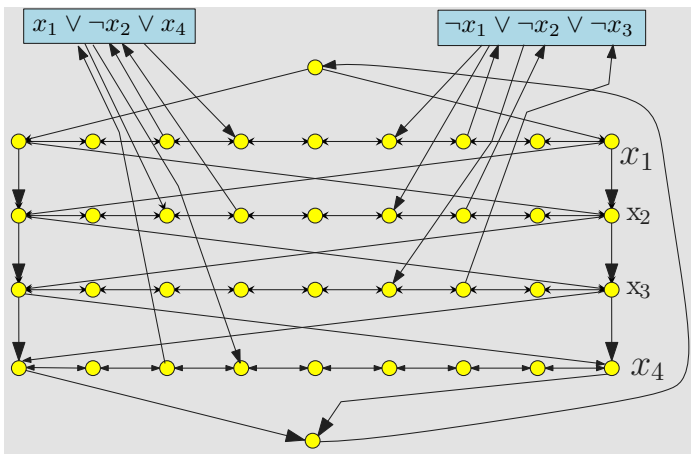 x₁ ∨ ¬x₂ ∨ x₄
¬x₁ ∨ ¬x₂ ∨ ¬x₃
x₁
x₂
x₃
x₄